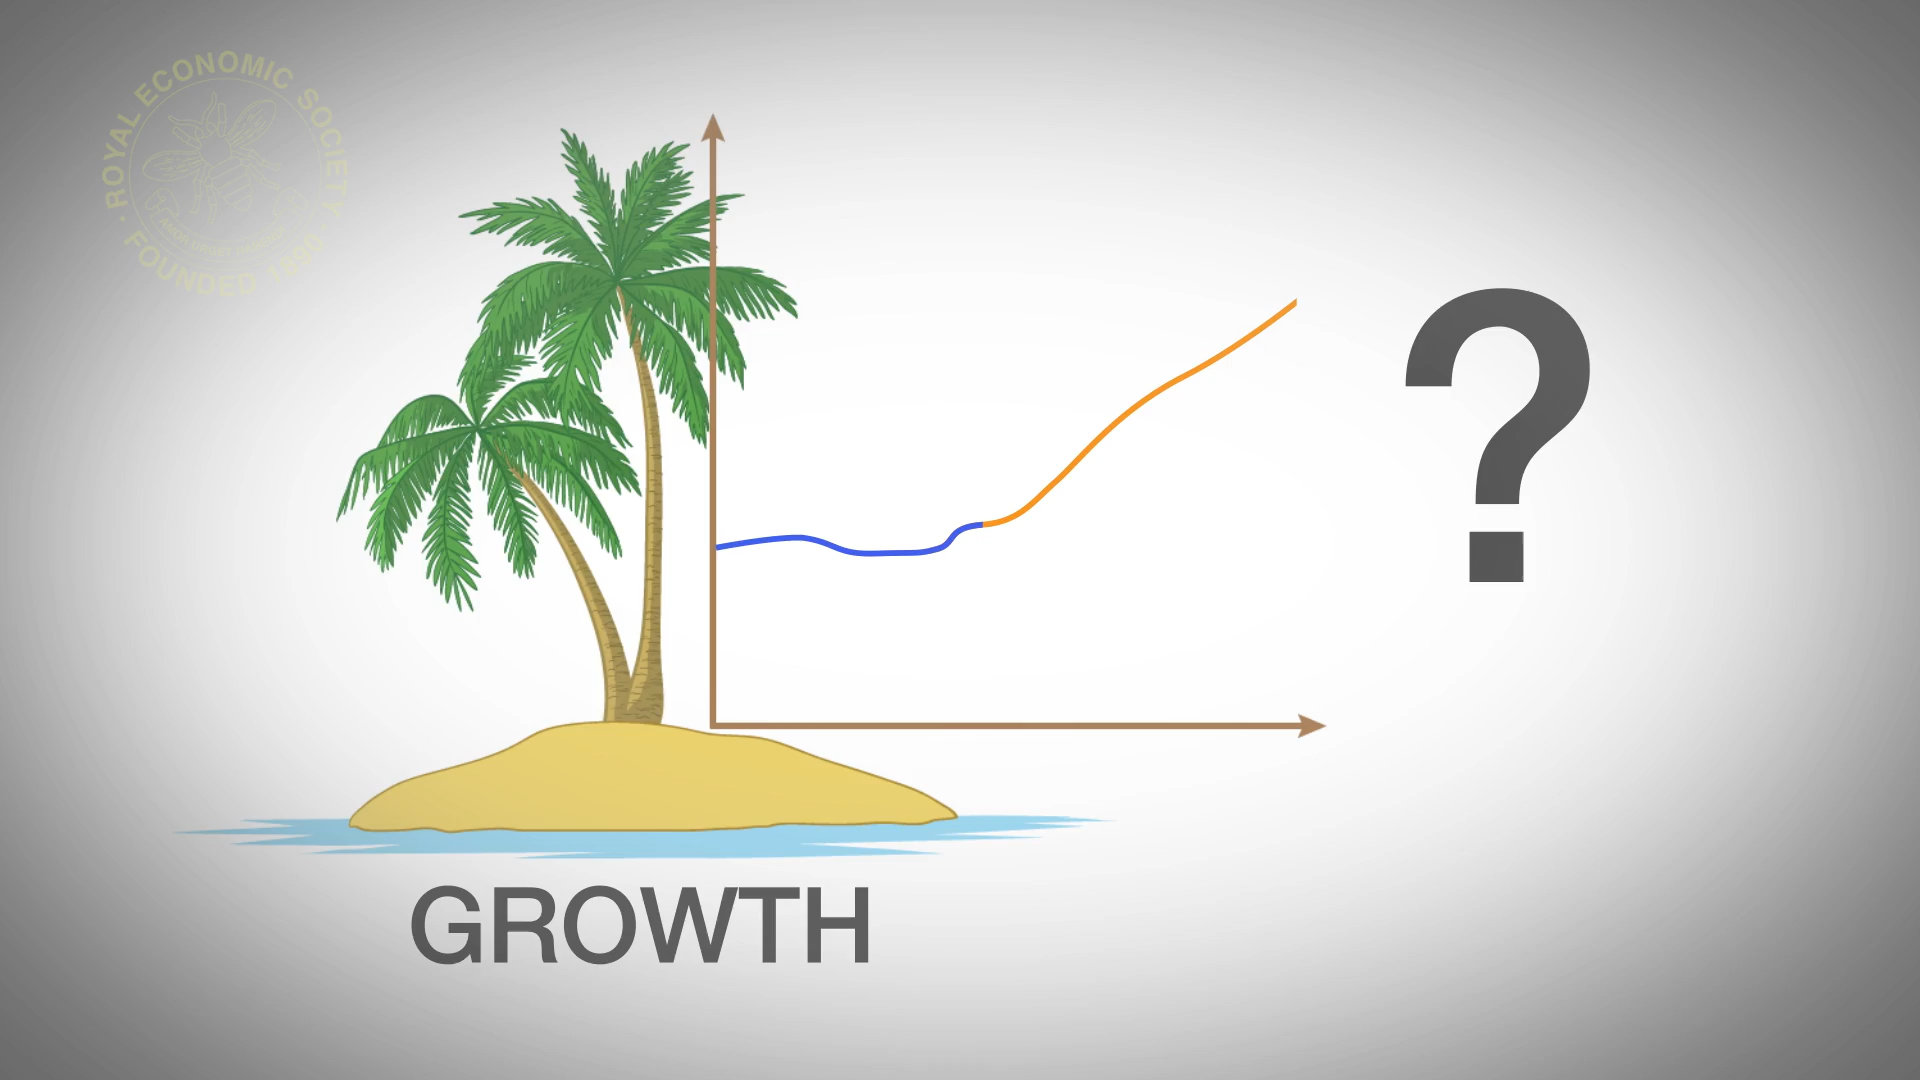 · ROYAL ECONOMIC SOCIETY ·
FOUNDED 1890
?
GROWTH